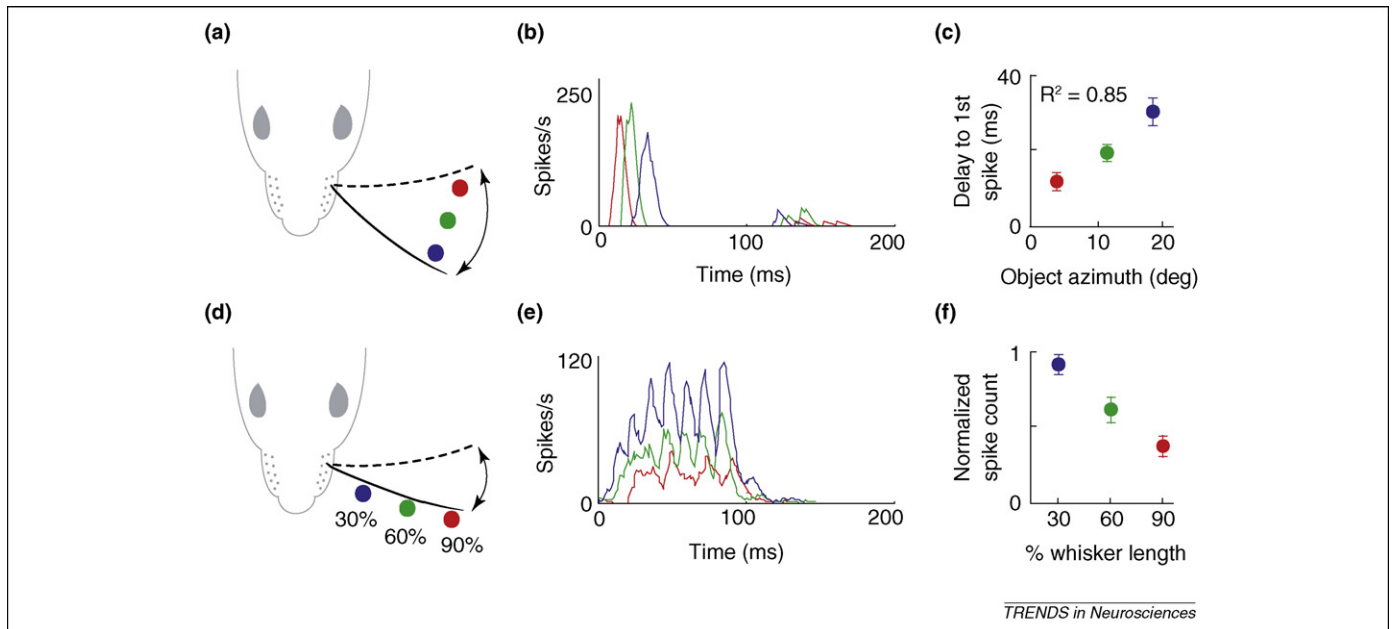 (a)
(b)
250
Spikes/s
0
0
100
200
Time (ms)
(c)
40
R² = 0.85
Delay to 1st
spike (ms)
0
0
10
20
Object azimuth (deg)
(d)
30%
60%
90%
(e)
120
Spikes/s
0
0
100
200
Time (ms)
(f)
1
Normalized
spike count
0
30
60
90
% whisker length
TRENDS in Neurosciences